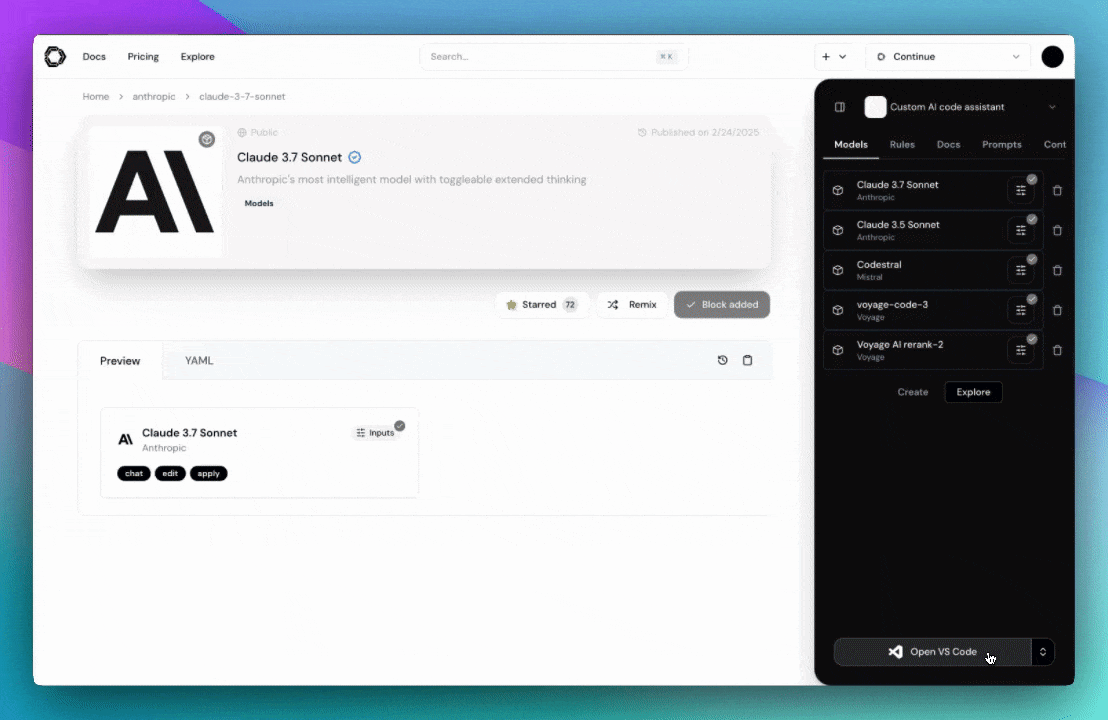 Docs Pricing Explore
Search... ⌘ K
+ Continue
Home > anthropic > claude-3-7-sonnet
Public
Published on 2/24/2025
Claude 3.7 Sonnet
Anthropic's most intelligent model with toggleable extended thinking
Models
Starred 72 Remix Block added
Preview YAML
Claude 3.7 Sonnet
Anthropic
Inputs
chat edit apply
Custom AI code assistant
Models Rules Docs Prompts Cont
Claude 3.7 Sonnet
Anthropic
Claude 3.5 Sonnet
Anthropic
Codestral
Mistral
voyage-code-3
Voyage
Voyage AI rerank-2
Voyage
Create Explore
Open VS Code